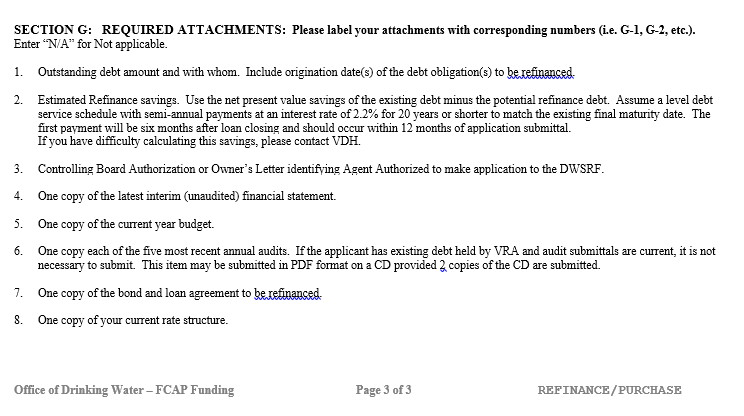 SECTION G: REQUIRED ATTACHMENTS: Please label your attachments with corresponding numbers (i.e. G-1, G-2, etc.).
Enter “N/A” for Not applicable.
1. Outstanding debt amount and with whom. Include origination date(s) of the debt obligation(s) to be refinanced.
2. Estimated Refinance savings. Use the net present value savings of the existing debt minus the potential refinance debt. Assume a level debt
service schedule with semi-annual payments at an interest rate of 2.2% for 20 years or shorter to match the existing final maturity date. The
first payment will be six months after loan closing and should occur within 12 months of application submittal.
If you have difficulty calculating this savings, please contact VDH.
3. Controlling Board Authorization or Owner’s Letter identifying Agent Authorized to make application to the DWSRF.
4. One copy of the latest interim (unaudited) financial statement.
5. One copy of the current year budget.
6. One copy each of the five most recent annual audits. If the applicant has existing debt held by VRA and audit submittals are current, it is not
necessary to submit. This item may be submitted in PDF format on a CD provided 2 copies of the CD are submitted.
7. One copy of the bond and loan agreement to be refinanced.
8. One copy of your current rate structure.
Office of Drinking Water – FCAP Funding Page 3 of 3 REFINANCE/PURCHASE